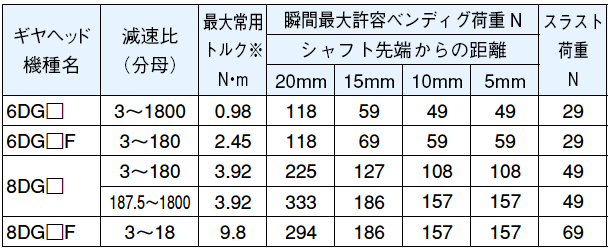 ギヤヘッド 機種名 減速比 (分母) 最大常用 トルク※ N・m 瞬間最大許容ベンディグ荷重 N スラスト 荷重 N
シャフト先端からの距離
20mm 15mm 10mm 5mm
6DG□ 3〜1800 0.98 118 59 49 49 29
6DG□F 3〜180 2.45 118 69 59 59 29
8DG□ 3〜180 3.92 225 127 108 108 49
187.5〜1800 3.92 333 186 157 157 49
8DG□F 3〜18 9.8 294 186 157 157 69